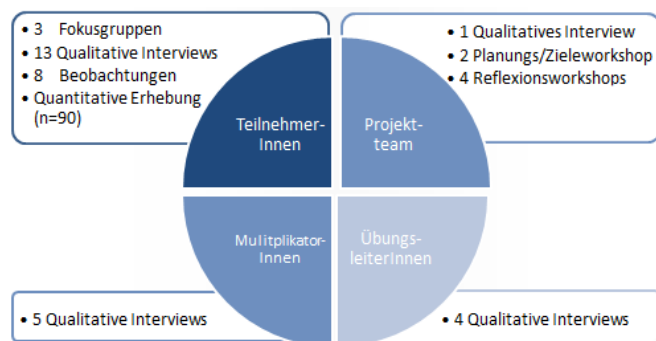 • 3 Fokusgruppen
• 13 Qualitative Interviews
• 8 Beobachtungen
• Quantitative Erhebung
(n=90)
• 1 Qualitatives Interview
• 2 Planungs/Zieleworkshop
• 4 Reflexionsworkshops
Teilnehmer-
Innen
Projekt-
team
Mulitplikator-
Innen
Übungs-
leiterInnen
• 5 Qualitative Interviews
• 4 Qualitative Interviews